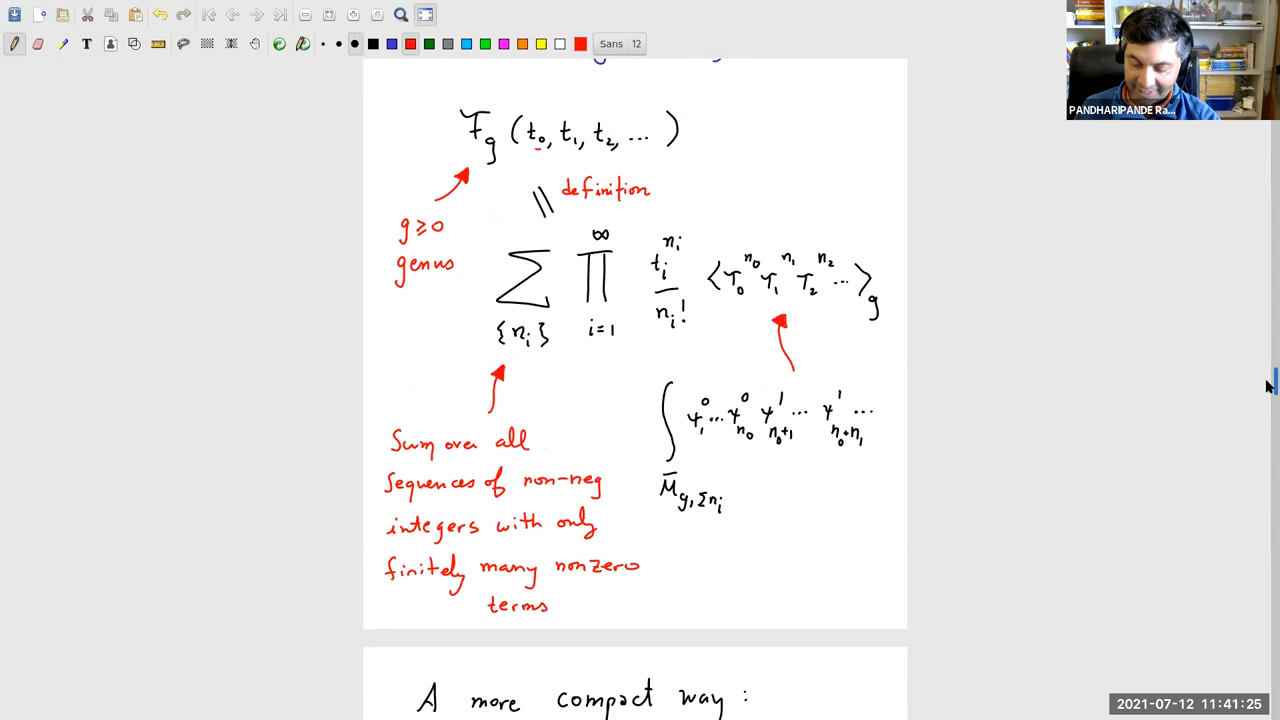 Sans 12
PANDHARIPANDE Ra...
F_g (t_0, t_1, t_2, ... )
|| definition
g ≥ 0
genus
∑_{{n_i}} ∏_{i=1}^{∞} t_i^{n_i} / n_i! ⟨τ_0^{n_0} τ_1^{n_1} τ_2^{n_2} ...⟩_g
∫_{M̄_{g,Σn_i}} ψ_1^0 ... ψ_{n_0}^0 ψ_{n_0+1}^1 ... ψ_{n_0+n_1}^1 ...
Sum over all
sequences of non-neg
integers with only
finitely many nonzero
terms
A more compact way :
2021-07-12 11:41:25